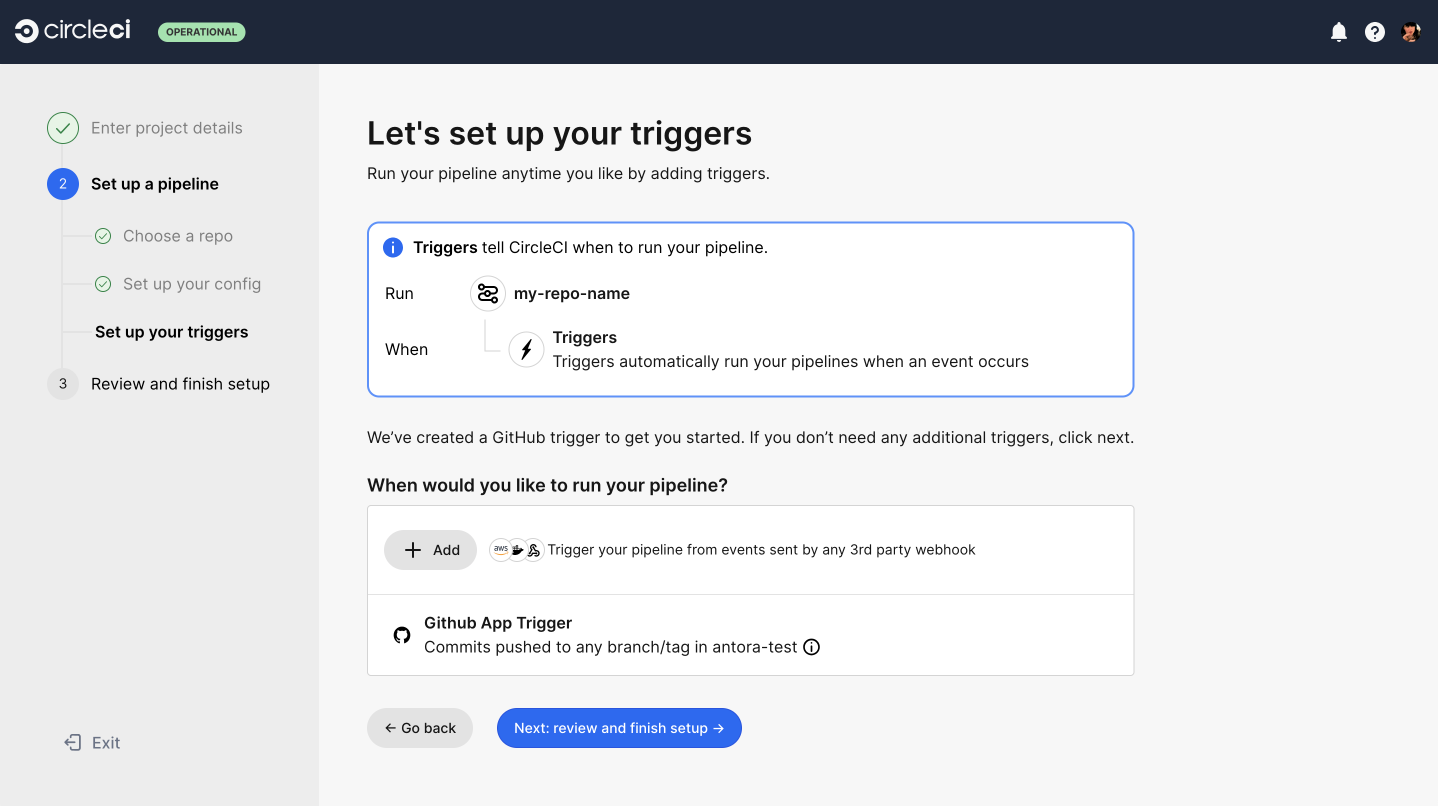 circleci
OPERATIONAL
Enter project details
2
Set up a pipeline
Choose a repo
Set up your config
Set up your triggers
3
Review and finish setup
Exit
Let's set up your triggers
Run your pipeline anytime you like by adding triggers.
Triggers tell CircleCI when to run your pipeline.
Run
my-repo-name
When
Triggers
Triggers automatically run your pipelines when an event occurs
We’ve created a GitHub trigger to get you started. If you don’t need any additional triggers, click next.
When would you like to run your pipeline?
+ Add
aws
Trigger your pipeline from events sent by any 3rd party webhook
Github App Trigger
Commits pushed to any branch/tag in antora-test
← Go back
Next: review and finish setup →